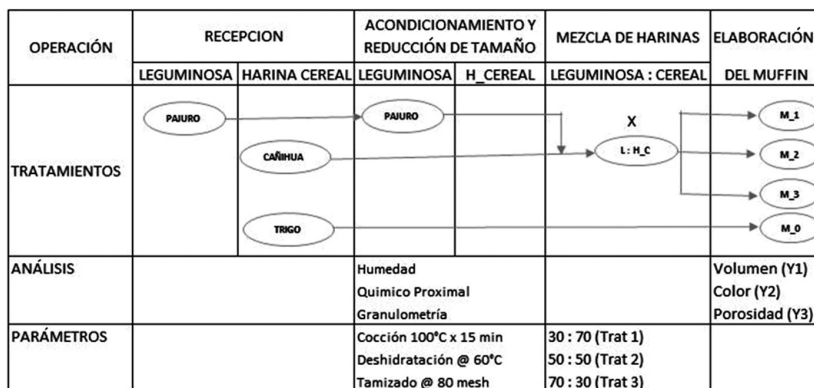 OPERACIÓN
RECEPCION
ACONDICIONAMIENTO Y
REDUCCIÓN DE TAMAÑO
MEZCLA DE HARINAS
ELABORACIÓN
LEGUMINOSA
HARINA CEREAL
LEGUMINOSA
H_CEREAL
LEGUMINOSA : CEREAL
DEL MUFFIN
TRATAMIENTOS
PAJURO
PAJURO
X
M_1
CAÑIHUA
L : H_C
M_2
M_3
TRIGO
M_0
ANÁLISIS
Humedad
Quimico Proximal
Granulometría
Volumen (Y1)
Color (Y2)
Porosidad (Y3)
PARÁMETROS
Cocción 100°C x 15 min
Deshidratación @ 60°C
Tamizado @ 80 mesh
30 : 70 (Trat 1)
50 : 50 (Trat 2)
70 : 30 (Trat 3)